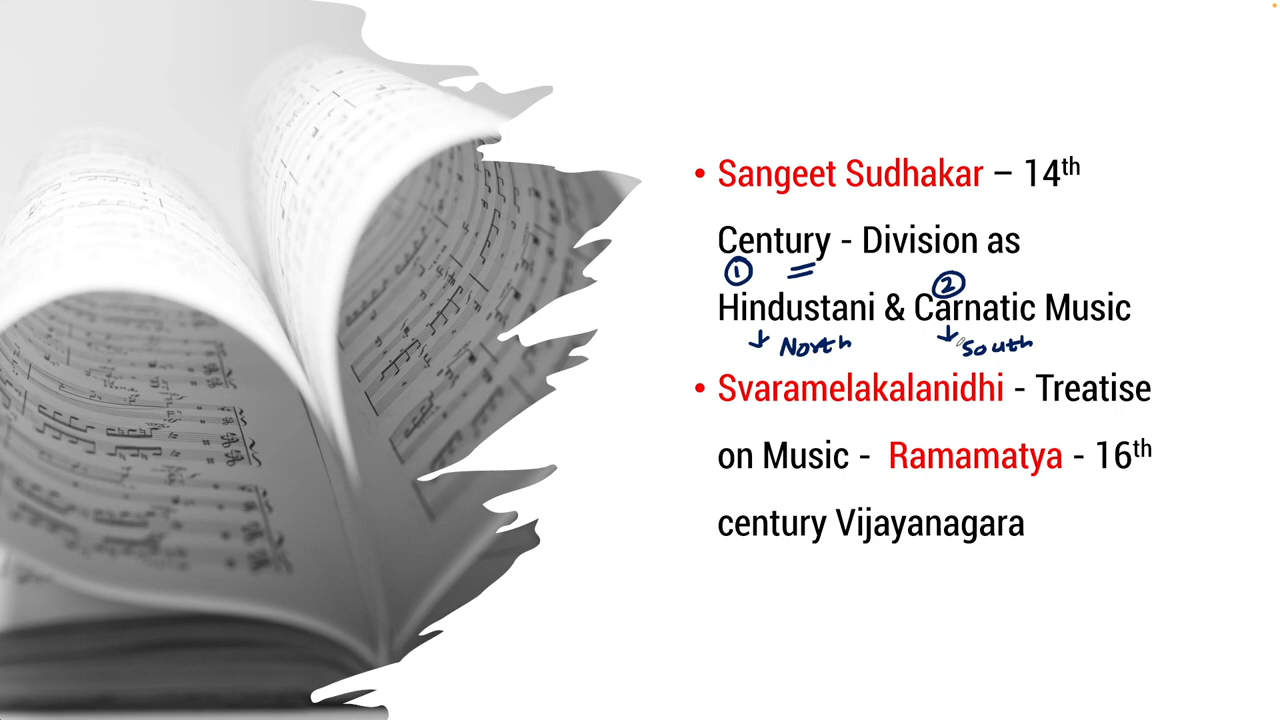 • Sangeet Sudhakar – 14th
Century - Division as
1 2
Hindustani & Carnatic Music
↓ North ↓ South
• Svaramelakalanidhi - Treatise
on Music - Ramamatya - 16th
century Vijayanagara